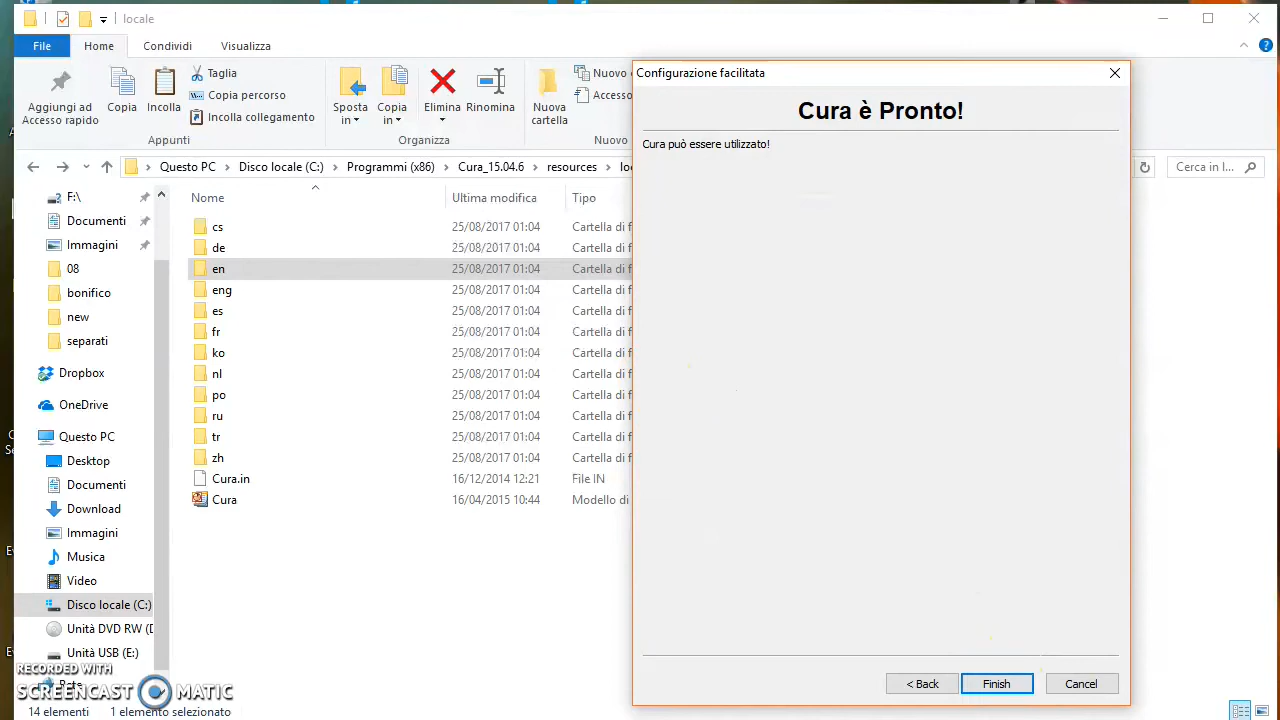 locale
File Home Condividi Visualizza
Aggiungi ad Accesso rapido
Copia
Incolla
Taglia
Copia percorso
Incolla collegamento
Sposta in
Copia in
Elimina
Rinomina
Nuova cartella
Nuovo
Accesso
Appunti Organizza Nuovo
Questo PC Disco locale (C:) Programmi (x86) Cura_15.04.6 resources lo
Cerca in l...
F:\
Documenti
Immagini
08
bonifico
new
separati
Dropbox
OneDrive
Questo PC
Desktop
Documenti
Download
Immagini
Musica
Video
Disco locale (C:)
Unità DVD RW (D
Unità USB (E:)
Rete
Nome Ultima modifica Tipo
cs 25/08/2017 01:04 Cartella di f
de 25/08/2017 01:04 Cartella di f
en 25/08/2017 01:04 Cartella di f
eng 25/08/2017 01:04 Cartella di f
es 25/08/2017 01:04 Cartella di f
fr 25/08/2017 01:04 Cartella di f
ko 25/08/2017 01:04 Cartella di f
nl 25/08/2017 01:04 Cartella di f
po 25/08/2017 01:04 Cartella di f
ru 25/08/2017 01:04 Cartella di f
tr 25/08/2017 01:04 Cartella di f
zh 25/08/2017 01:04 Cartella di f
Cura.in 16/12/2014 12:21 File IN
Cura 16/04/2015 10:44 Modello di
Configurazione facilitata
Cura è Pronto!
Cura può essere utilizzato!
< Back Finish Cancel
RECORDED WITH
SCREENCAST MATIC
14 elementi 1 elemento selezionato